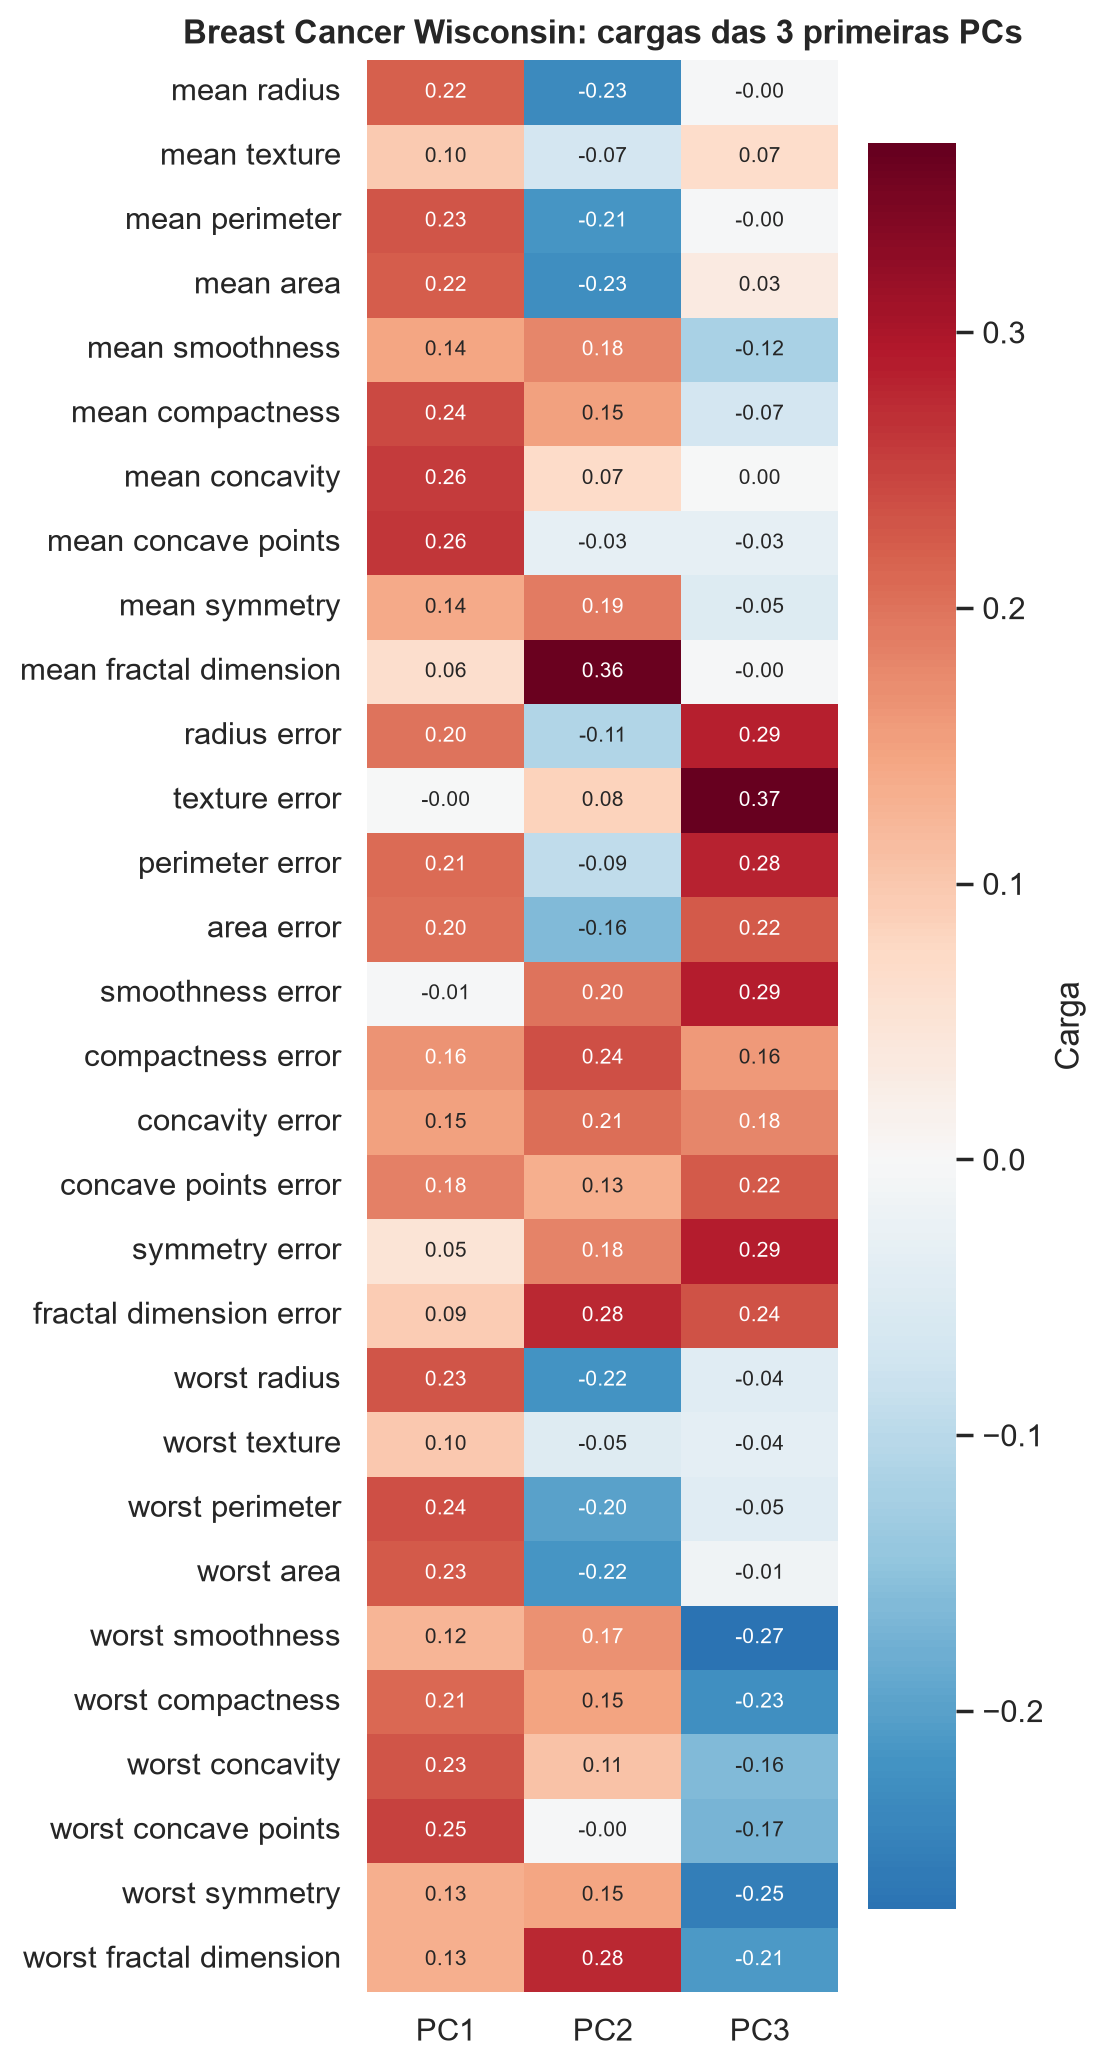 Breast Cancer Wisconsin: cargas das 3 primeiras PCs
mean radius 0.22 -0.23 -0.00
mean texture 0.10 -0.07 0.07
mean perimeter 0.23 -0.21 -0.00
mean area 0.22 -0.23 0.03
mean smoothness 0.14 0.18 -0.12
mean compactness 0.24 0.15 -0.07
mean concavity 0.26 0.07 0.00
mean concave points 0.26 -0.03 -0.03
mean symmetry 0.14 0.19 -0.05
mean fractal dimension 0.06 0.36 -0.00
radius error 0.20 -0.11 0.29
texture error -0.00 0.08 0.37
perimeter error 0.21 -0.09 0.28
area error 0.20 -0.16 0.22
smoothness error -0.01 0.20 0.29
compactness error 0.16 0.24 0.16
concavity error 0.15 0.21 0.18
concave points error 0.18 0.13 0.22
symmetry error 0.05 0.18 0.29
fractal dimension error 0.09 0.28 0.24
worst radius 0.23 -0.22 -0.04
worst texture 0.10 -0.05 -0.04
worst perimeter 0.24 -0.20 -0.05
worst area 0.23 -0.22 -0.01
worst smoothness 0.12 0.17 -0.27
worst compactness 0.21 0.15 -0.23
worst concavity 0.23 0.11 -0.16
worst concave points 0.25 -0.00 -0.17
worst symmetry 0.13 0.15 -0.25
worst fractal dimension 0.13 0.28 -0.21
PC1 PC2 PC3
0.3
0.2
0.1
0.0
−0.1
−0.2
Carga